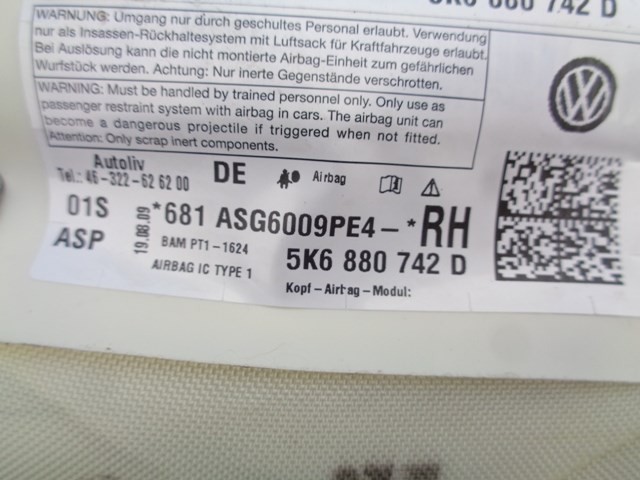 5K6 880 742 D
WARNUNG: Umgang nur durch geschultes Personal erlaubt. Verwendung
nur als Insassen-Rückhaltesystem mit Luftsack für Kraftfahrzeuge erlaubt.
Bei Auslösung kann die nicht montierte Airbag-Einheit zum gefährlichen
Wurfstück werden. Achtung: Nur inerte Gegenstände verschrotten.
WARNING: Must be handled by trained personnel only. Only use as
passenger restraint system with airbag in cars. The airbag unit can
become a dangerous projectile if triggered when not fitted.
Attention: Only scrap inert components.
Autoliv
Tel.: 46-322-62 62 00
DE
Airbag
01S
ASP
19.08.09
*681 ASG6009PE4-*RH
BAM PT1-1624
5K6 880 742 D
AIRBAG IC TYPE 1
Kopf-Airbag-Modul: